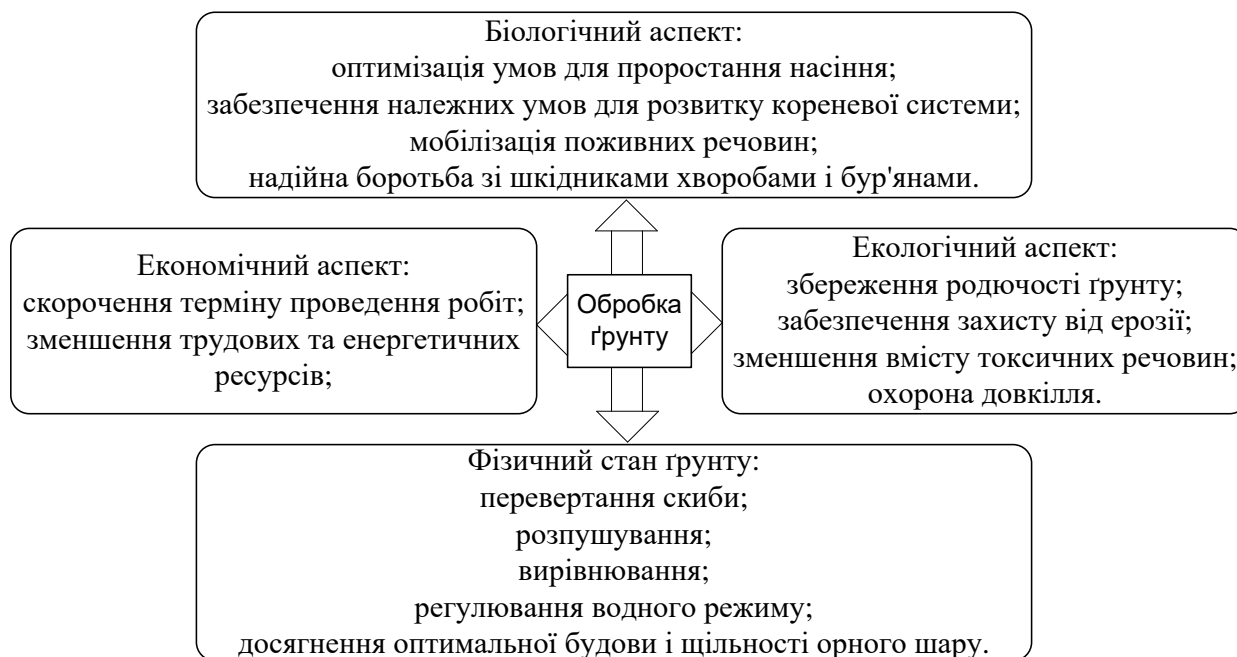 Біологічний аспект:
оптимізація умов для проростання насіння;
забезпечення належних умов для розвитку кореневої системи;
мобілізація поживних речовин;
надійна боротьба зі шкідниками хворобами і бур'янами.
Економічний аспект:
скорочення терміну проведення робіт;
зменшення трудових та енергетичних
ресурсів;
Обробка
ґрунту
Екологічний аспект:
збереження родючості ґрунту;
забезпечення захисту від ерозії;
зменшення вмісту токсичних речовин;
охорона довкілля.
Фізичний стан ґрунту:
перевертання скиби;
розпушування;
вирівнювання;
регулювання водного режиму;
досягнення оптимальної будови і щільності орного шару.